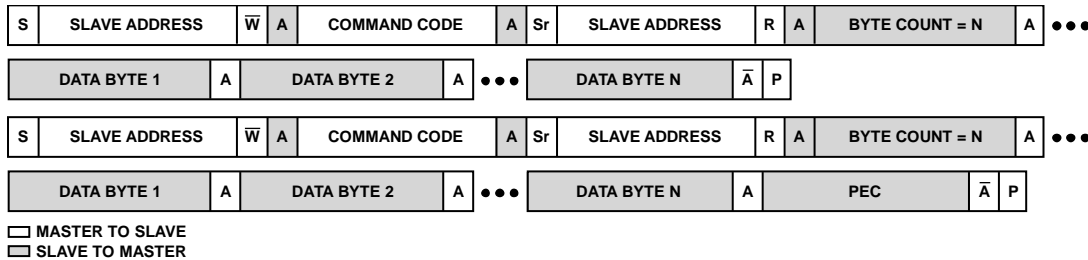 S SLAVE ADDRESS W̅ A COMMAND CODE A Sr SLAVE ADDRESS R A BYTE COUNT = N A •••
DATA BYTE 1 A DATA BYTE 2 A ••• DATA BYTE N A̅ P
S SLAVE ADDRESS W̅ A COMMAND CODE A Sr SLAVE ADDRESS R A BYTE COUNT = N A •••
DATA BYTE 1 A DATA BYTE 2 A ••• DATA BYTE N A PEC A̅ P
MASTER TO SLAVE
SLAVE TO MASTER